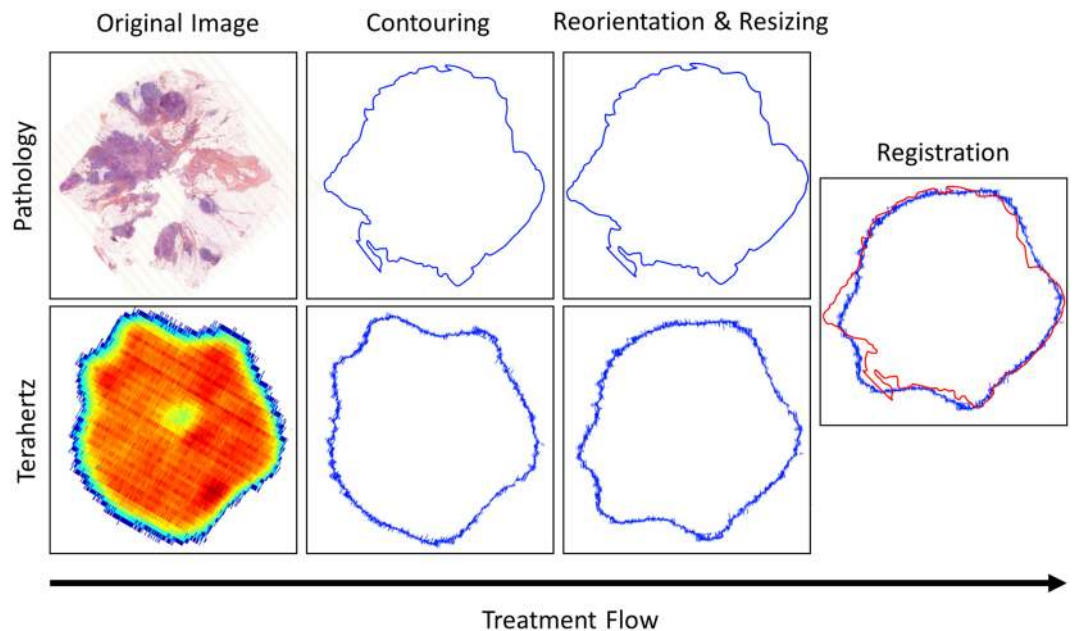 Original Image
Contouring
Reorientation & Resizing
Pathology
Registration
Terahertz
Treatment Flow